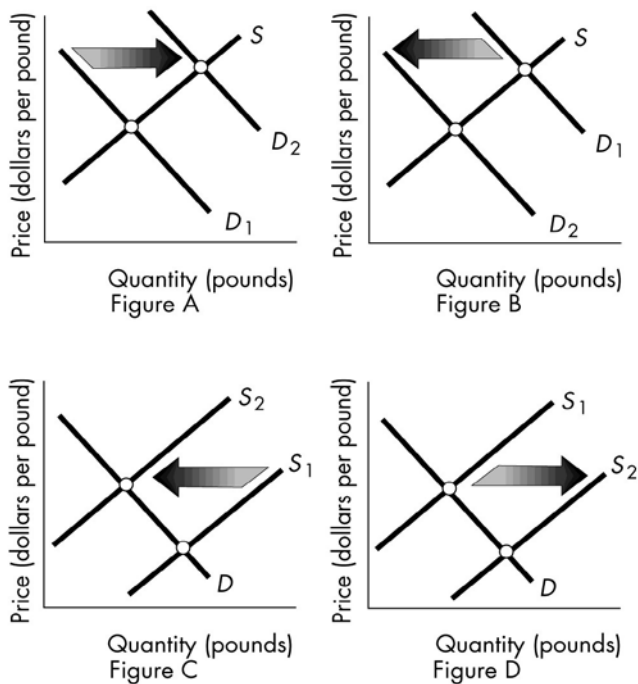 Price (dollars per pound)
S
D2
D1
Quantity (pounds)
Figure A
Price (dollars per pound)
S
D1
D2
Quantity (pounds)
Figure B
Price (dollars per pound)
S2
S1
D
Quantity (pounds)
Figure C
Price (dollars per pound)
S1
S2
D
Quantity (pounds)
Figure D